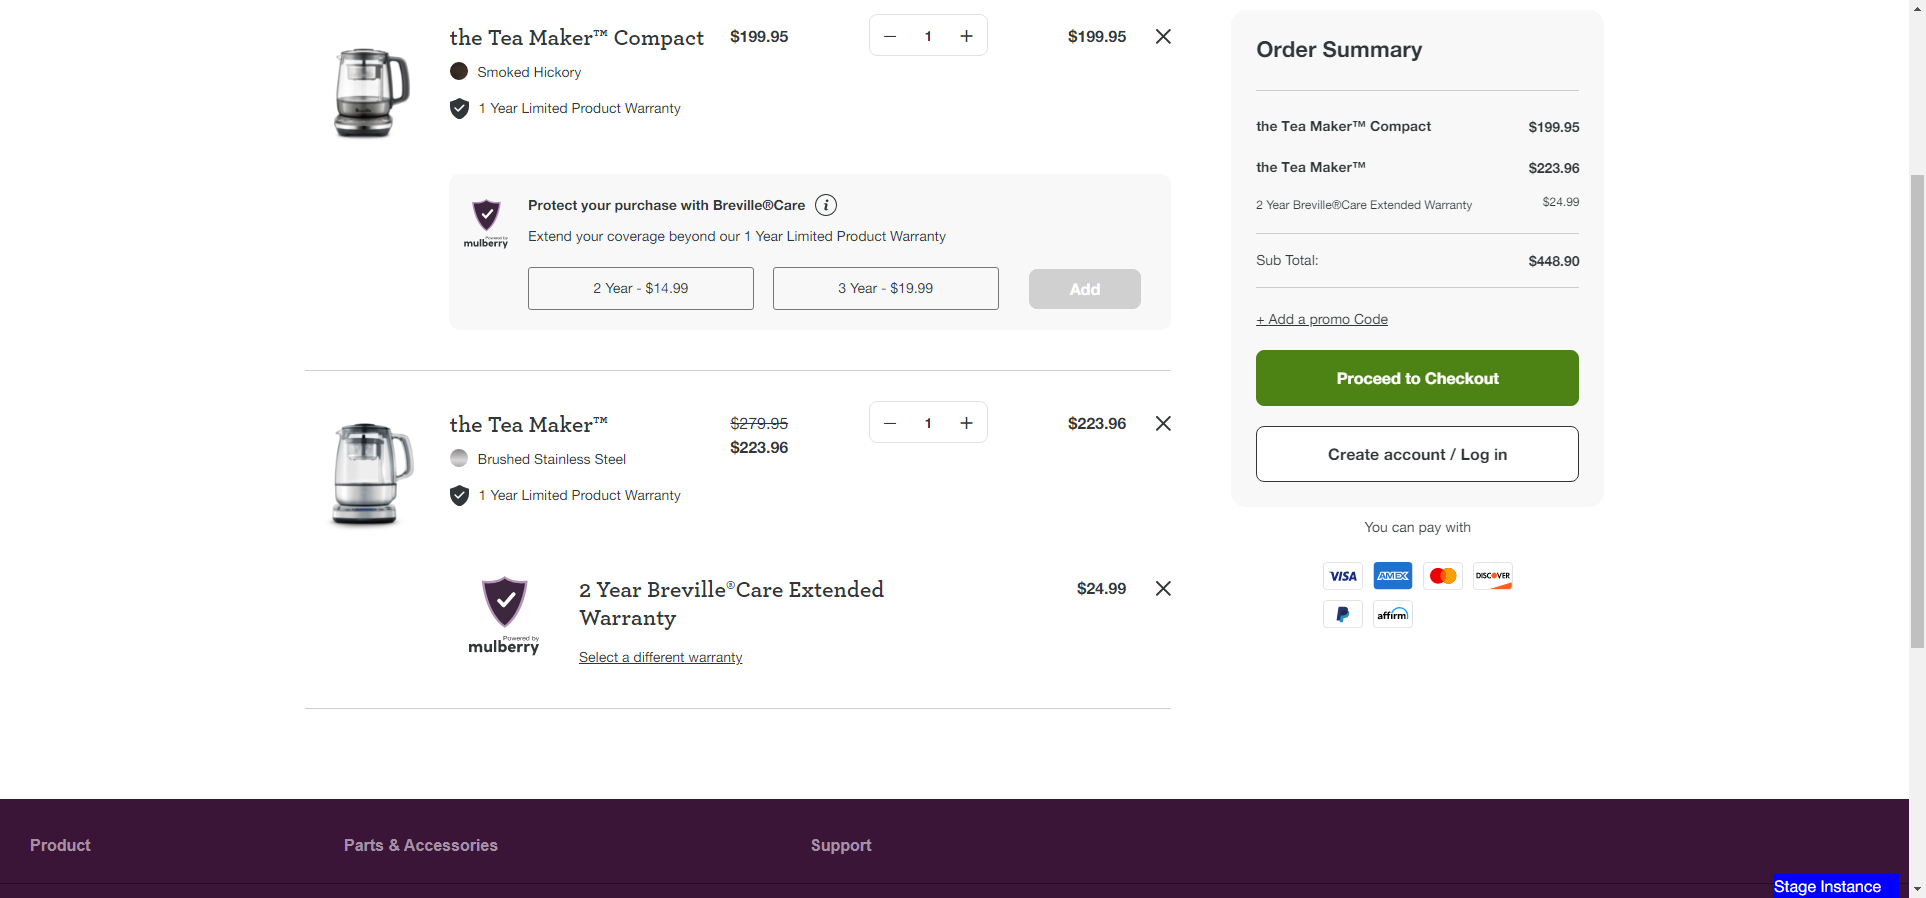 the Tea Maker™ Compact
$199.95
1
$199.95
Smoked Hickory
1 Year Limited Product Warranty
Protect your purchase with Breville®Care
Extend your coverage beyond our 1 Year Limited Product Warranty
Powered by
mulberry
2 Year - $14.99
3 Year - $19.99
Add
the Tea Maker™
$279.95
$223.96
1
$223.96
Brushed Stainless Steel
1 Year Limited Product Warranty
Powered by
mulberry
2 Year Breville®Care Extended
Warranty
$24.99
Select a different warranty
Order Summary
the Tea Maker™ Compact $199.95
the Tea Maker™ $223.96
2 Year Breville®Care Extended Warranty $24.99
Sub Total: $448.90
+ Add a promo Code
Proceed to Checkout
Create account / Log in
You can pay with
VISA
AMEX
DISCOVER
affirm
Product
Parts & Accessories
Support
Stage Instance